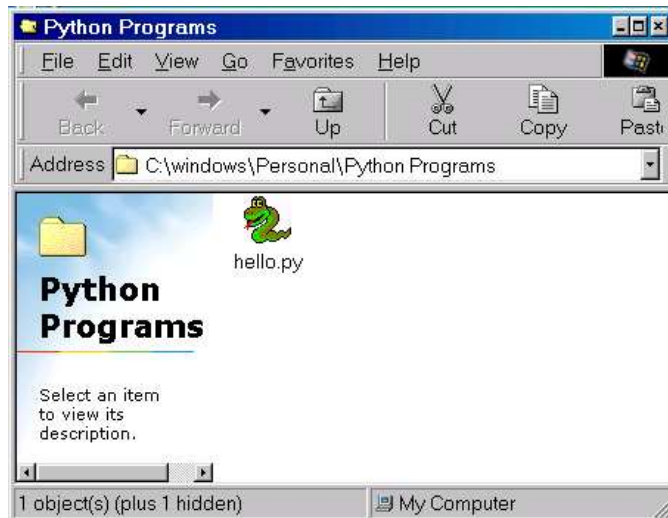 Python Programs
File Edit View Go Favorites Help
Back Forward Up Cut Copy Past
Address C:\windows\Personal\Python Programs
hello.py
Python
Programs
Select an item
to view its
description.
1 object(s) (plus 1 hidden) My Computer